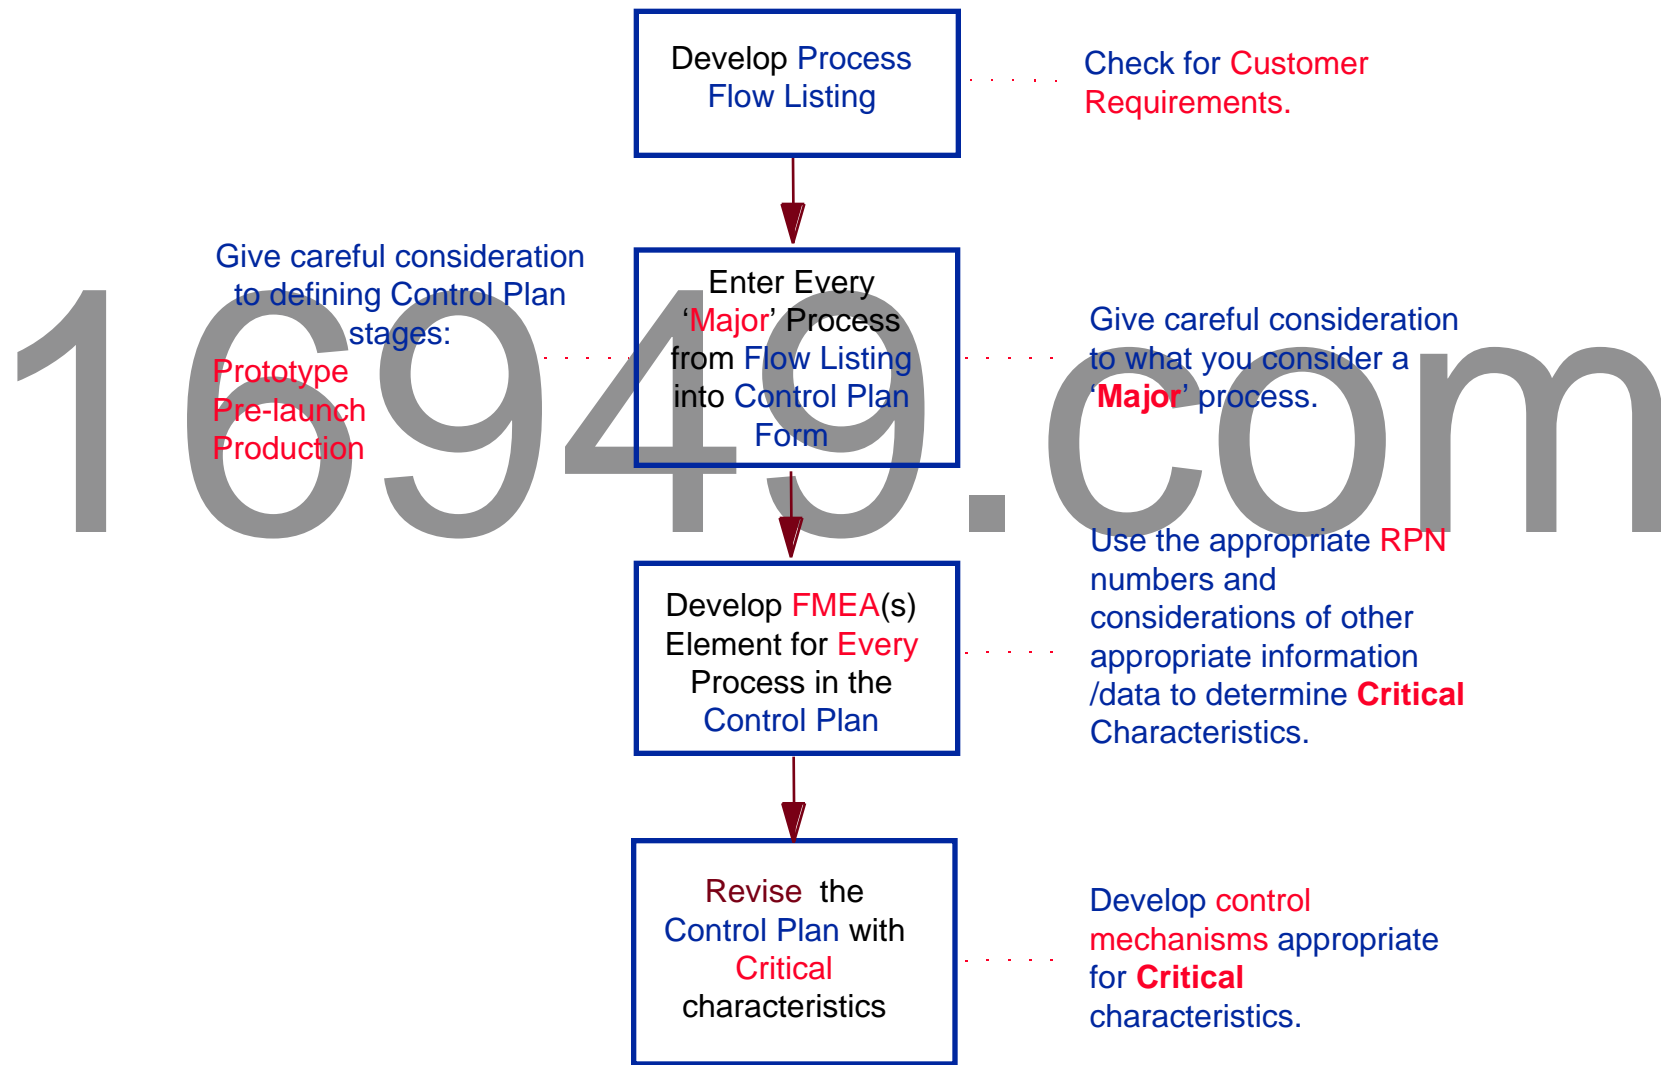 Develop Process
Flow Listing
Check for Customer
Requirements.
Give careful consideration
to defining Control Plan
stages:
Prototype
Pre-launch
Production
Enter Every
‘Major’ Process
from Flow Listing
into Control Plan
Form
Give careful consideration
to what you consider a
‘Major’ process.
16949.com
Develop FMEA(s)
Element for Every
Process in the
Control Plan
Use the appropriate RPN
numbers and
considerations of other
appropriate information
/data to determine Critical
Characteristics.
Revise the
Control Plan with
Critical
characteristics
Develop control
mechanisms appropriate
for Critical
characteristics.